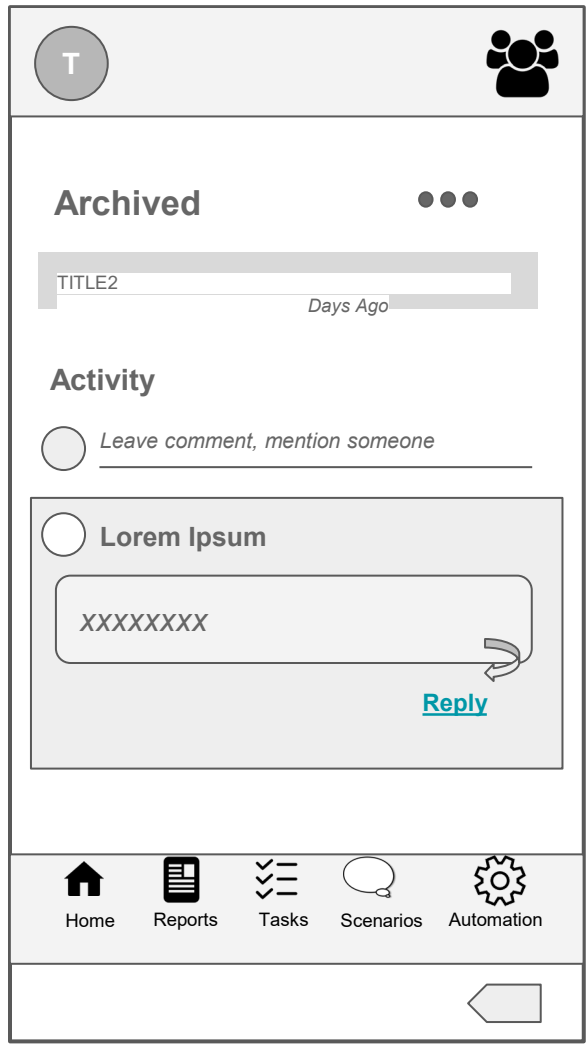 T
Archived
TITLE2
Days Ago
Activity
Leave comment, mention someone
Lorem Ipsum
XXXXXXXX
Reply
Home Reports Tasks Scenarios Automation